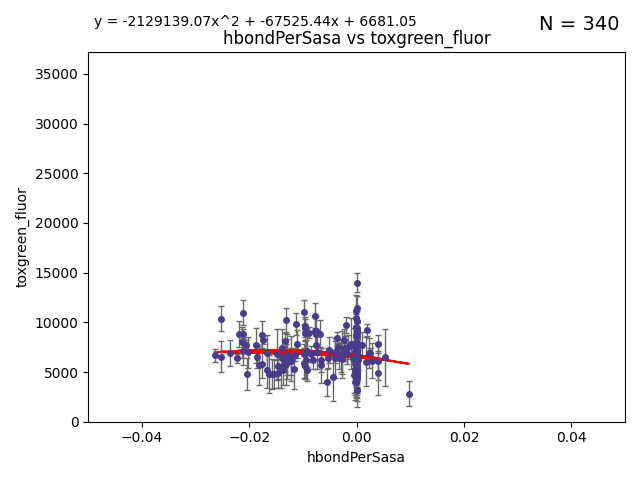 y = -2129139.07x^2 + -67525.44x + 6681.05
N = 340
hbondPerSasa vs toxgreen_fluor
toxgreen_fluor
35000
30000
25000
20000
15000
10000
5000
0
−0.04
−0.02
0.00
0.02
0.04
hbondPerSasa